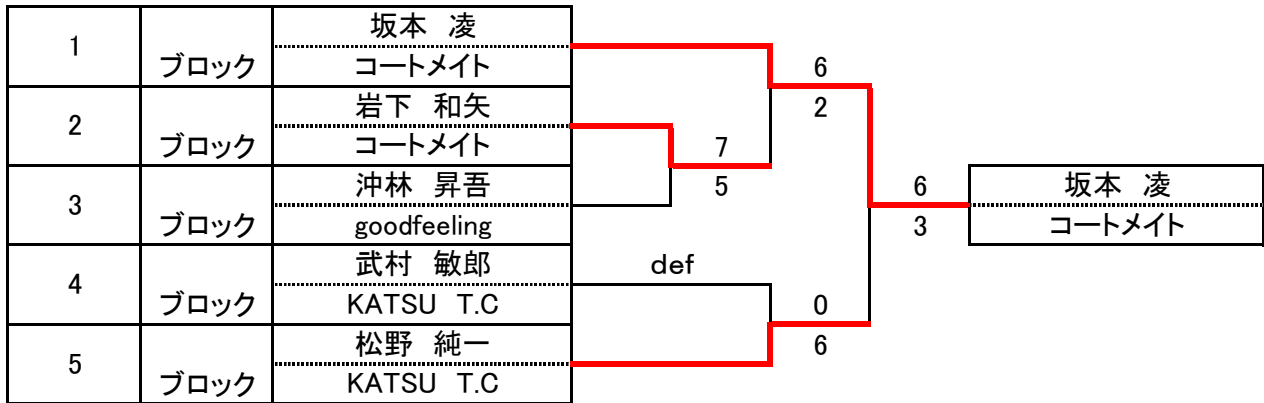 1
ブロック
坂本 凌
コートメイト
2
ブロック
岩下 和矢
コートメイト
3
ブロック
沖林 昇吾
goodfeeling
4
ブロック
武村 敏郎
KATSU T.C
5
ブロック
松野 純一
KATSU T.C
7
5
def
6
2
0
6
6
3
坂本 凌
コートメイト